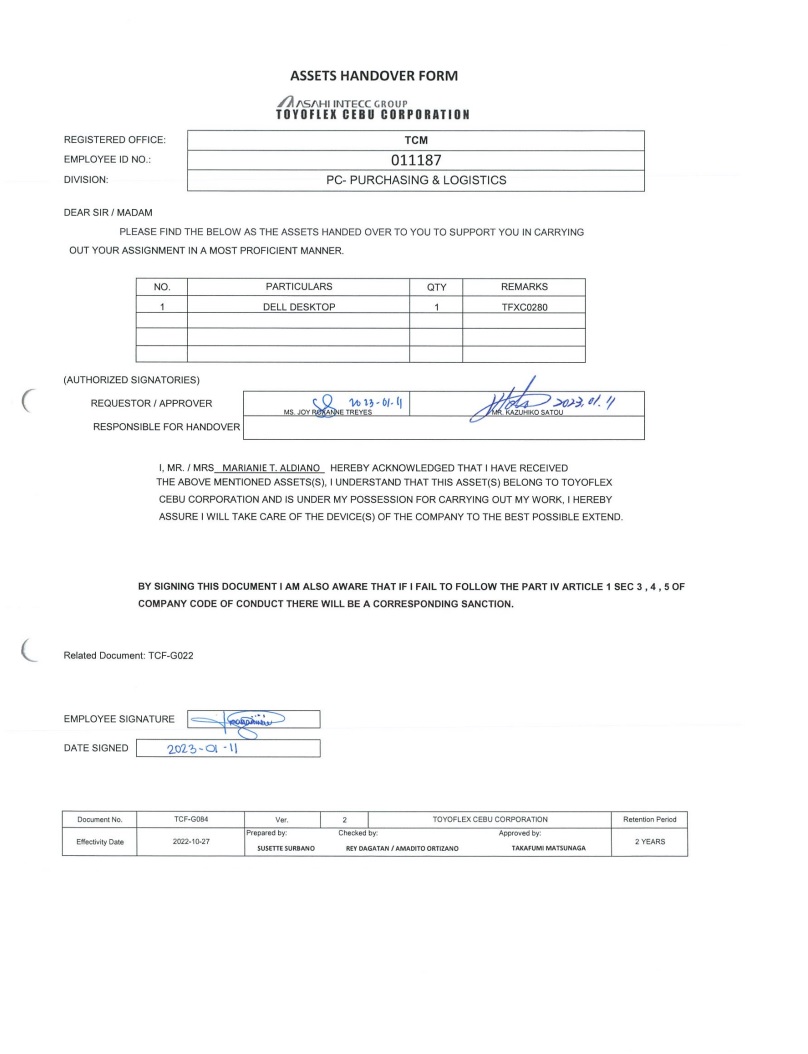 ASSETS HANDOVER FORM
ASAHI INTECC GROUP
TOYOFLEX CEBU CORPORATION
REGISTERED OFFICE: TCM
EMPLOYEE ID NO.: 011187
DIVISION: PC- PURCHASING & LOGISTICS
DEAR SIR / MADAM
PLEASE FIND THE BELOW AS THE ASSETS HANDED OVER TO YOU TO SUPPORT YOU IN CARRYING
OUT YOUR ASSIGNMENT IN A MOST PROFICIENT MANNER.
NO. PARTICULARS QTY REMARKS
1 DELL DESKTOP 1 TFXC0280
(AUTHORIZED SIGNATORIES)
REQUESTOR / APPROVER 2023-01-11 2023.01.11
MS. JOY ROXANNE TREYES MR. KAZUHIKO SATOU
RESPONSIBLE FOR HANDOVER
I, MR. / MRS MARIANIE T. ALDIANO HEREBY ACKNOWLEDGED THAT I HAVE RECEIVED
THE ABOVE MENTIONED ASSETS(S), I UNDERSTAND THAT THIS ASSET(S) BELONG TO TOYOFLEX
CEBU CORPORATION AND IS UNDER MY POSSESSION FOR CARRYING OUT MY WORK, I HEREBY
ASSURE I WILL TAKE CARE OF THE DEVICE(S) OF THE COMPANY TO THE BEST POSSIBLE EXTEND.
BY SIGNING THIS DOCUMENT I AM ALSO AWARE THAT IF I FAIL TO FOLLOW THE PART IV ARTICLE 1 SEC 3 , 4 , 5 OF
COMPANY CODE OF CONDUCT THERE WILL BE A CORRESPONDING SANCTION.
Related Document: TCF-G022
EMPLOYEE SIGNATURE
DATE SIGNED 2023-01-11
Document No. TCF-G084 Ver. 2 TOYOFLEX CEBU CORPORATION Retention Period
Effectivity Date 2022-10-27 Prepared by: Checked by: Approved by: 2 YEARS
SUSETTE SURBANO REY DAGATAN / AMADITO ORTIZANO TAKAFUMI MATSUNAGA